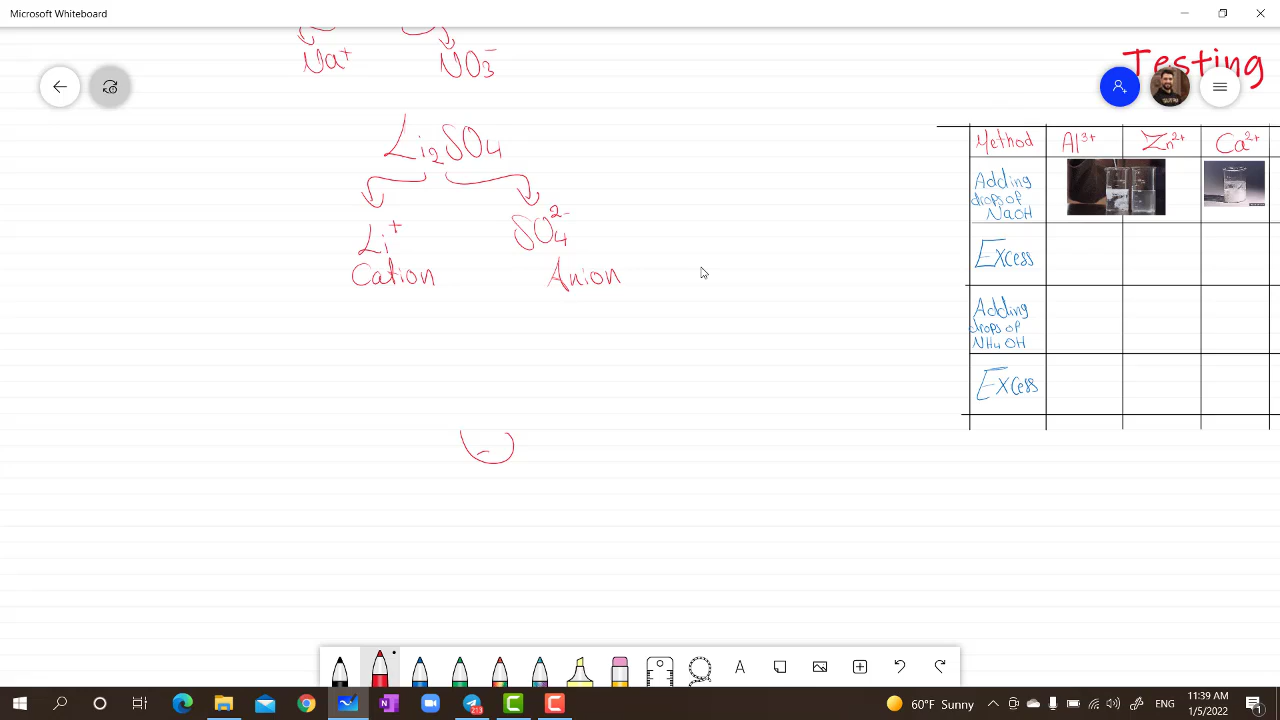 Microsoft Whiteboard
Na⁺ NO₃⁻
Testing
Li₂SO₄
Li⁺ SO₄²⁻
Cation Anion
Method Al³⁺ Zn²⁺ Ca²⁺
Adding
drops of
NaOH
Excess
Adding
drops of
NH₄OH
Excess
A
213
60°F Sunny
11:39 AM
1/5/2022